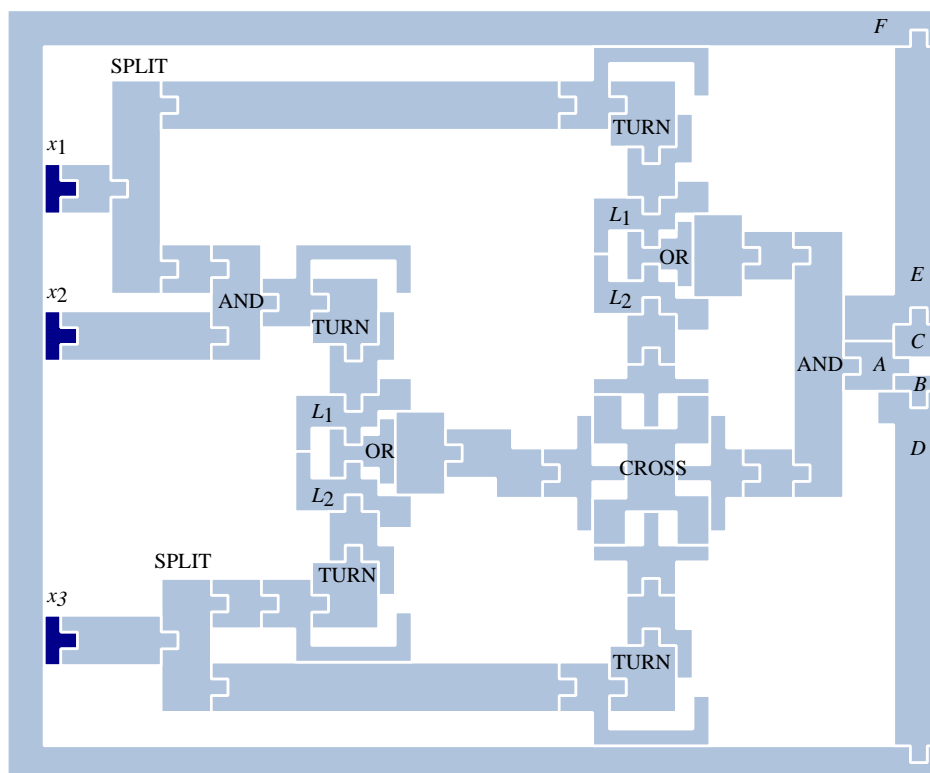 F
SPLIT
TURN
x1
L1
OR
E
x2
AND
L2
TURN
C
AND
A
B
L1
OR
D
CROSS
L2
SPLIT
TURN
x3
TURN